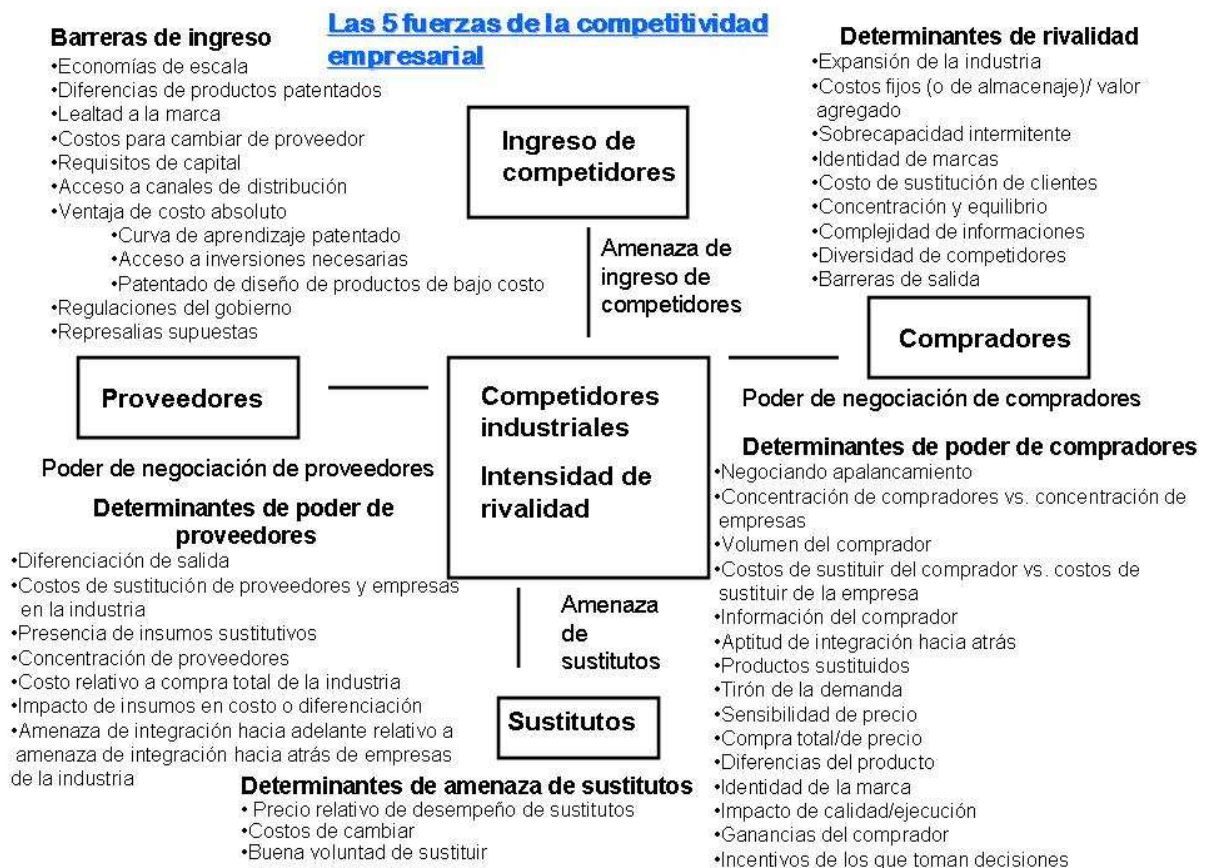 Las 5 fuerzas de la competitividad
empresarial
Barreras de ingreso
•Economías de escala
•Diferencias de productos patentados
•Lealtad a la marca
•Costos para cambiar de proveedor
•Requisitos de capital
•Acceso a canales de distribución
•Ventaja de costo absoluto
•Curva de aprendizaje patentado
•Acceso a inversiones necesarias
•Patentado de diseño de productos de bajo costo
•Regulaciones del gobierno
•Represalias supuestas
Ingreso de
competidores
Amenaza de
ingreso de
competidores
Determinantes de rivalidad
•Expansión de la industria
•Costos fijos (o de almacenaje)/ valor
agregado
•Sobrecapacidad intermitente
•Identidad de marcas
•Costo de sustitución de clientes
•Concentración y equilibrio
•Complejidad de informaciones
•Diversidad de competidores
•Barreras de salida
Proveedores
Poder de negociación de proveedores
Competidores
industriales
Intensidad de
rivalidad
Compradores
Poder de negociación de compradores
Determinantes de poder de
proveedores
•Diferenciación de salida
•Costos de sustitución de proveedores y empresas
en la industria
•Presencia de insumos sustitutivos
•Concentración de proveedores
•Costo relativo a compra total de la industria
•Impacto de insumos en costo o diferenciación
•Amenaza de integración hacia adelante relativo a
amenaza de integración hacia atrás de empresas
de la industria
Amenaza
de
sustitutos
Sustitutos
Determinantes de amenaza de sustitutos
• Precio relativo de desempeño de sustitutos
•Costos de cambiar
•Buena voluntad de sustituir
Determinantes de poder de compradores
•Negociando apalancamiento
•Concentración de compradores vs. concentración de
empresas
•Volumen del comprador
•Costos de sustituir del comprador vs. costos de
sustituir de la empresa
•Información del comprador
•Aptitud de integración hacia atrás
•Productos sustituidos
•Tirón de la demanda
•Sensibilidad de precio
•Compra total/de precio
•Diferencias del producto
•Identidad de la marca
•Impacto de calidad/ejecución
•Ganancias del comprador
•Incentivos de los que toman decisiones